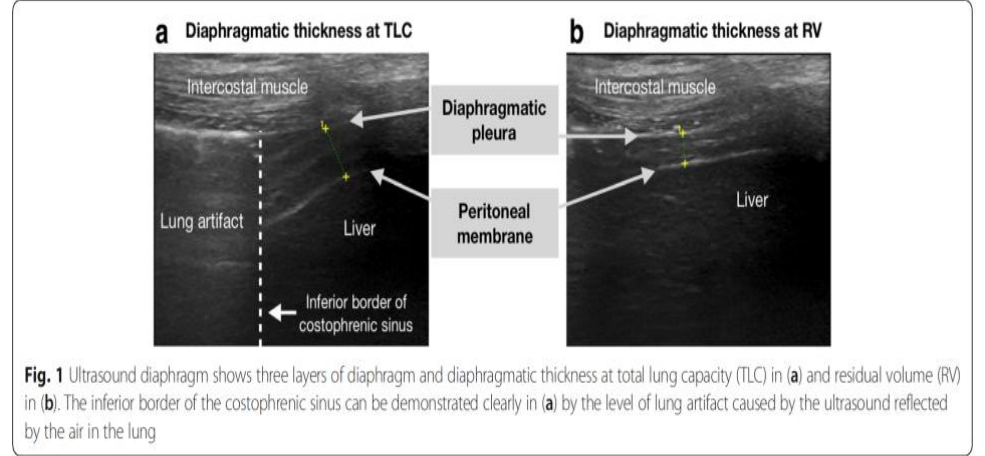 a Diaphragmatic thickness at TLC
b Diaphragmatic thickness at RV
Intercostal muscle
Lung artifact
Liver
Inferior border of
costophrenic sinus
Diaphragmatic
pleura
Peritoneal
membrane
Intercostal muscle
Liver
Fig. 1 Ultrasound diaphragm shows three layers of diaphragm and diaphragmatic thickness at total lung capacity (TLC) in (a) and residual volume (RV)
in (b). The inferior border of the costophrenic sinus can be demonstrated clearly in (a) by the level of lung artifact caused by the ultrasound reflected
by the air in the lung